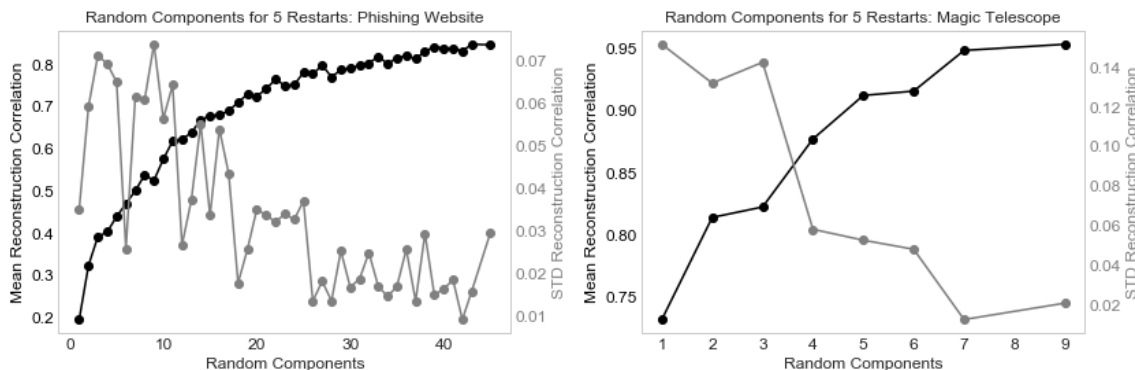 Random Components for 5 Restarts: Phishing Website
Mean Reconstruction Correlation
0.8
0.7
0.6
0.5
0.4
0.3
0.2
0.07
0.06
0.05
0.04
0.03
0.02
0.01
STD Reconstruction Correlation
0 10 20 30 40
Random Components
Random Components for 5 Restarts: Magic Telescope
Mean Reconstruction Correlation
0.95
0.90
0.85
0.80
0.75
0.14
0.12
0.10
0.08
0.06
0.04
0.02
STD Reconstruction Correlation
1 2 3 4 5 6 7 8 9
Random Components